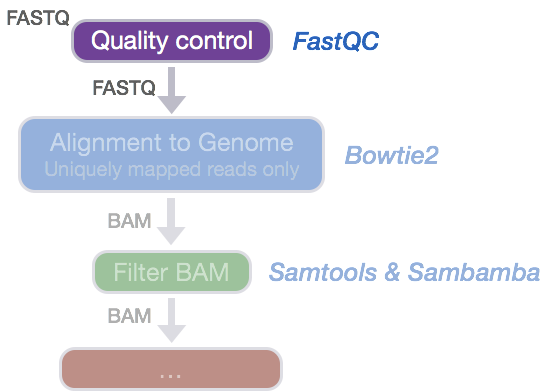 FASTQ
Quality control FastQC
FASTQ
Alignment to Genome
Uniquely mapped reads only
Bowtie2
BAM
Filter BAM Samtools & Sambamba
BAM
...